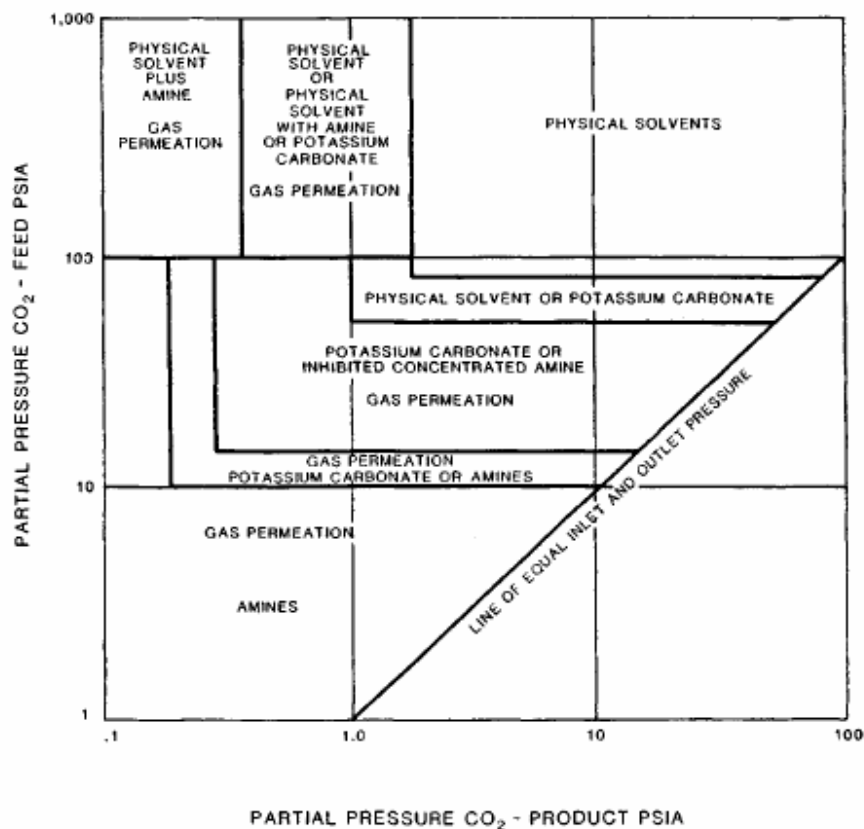 1,000
PHYSICAL
SOLVENT
PLUS
AMINE
GAS
PERMEATION
PHYSICAL
SOLVENT
OR
PHYSICAL
SOLVENT
WITH AMINE
OR POTASSIUM
CARBONATE
GAS PERMEATION
PHYSICAL SOLVENTS
100
PHYSICAL SOLVENT OR POTASSIUM CARBONATE
POTASSIUM CARBONATE OR
INHIBITED CONCENTRATED AMINE
GAS PERMEATION
GAS PERMEATION
POTASSIUM CARBONATE OR AMINES
10
GAS PERMEATION
AMINES
LINE OF EQUAL INLET AND OUTLET PRESSURE
1
.1
1.0
10
100
PARTIAL PRESSURE CO₂ - FEED PSIA
PARTIAL PRESSURE CO₂ - PRODUCT PSIA